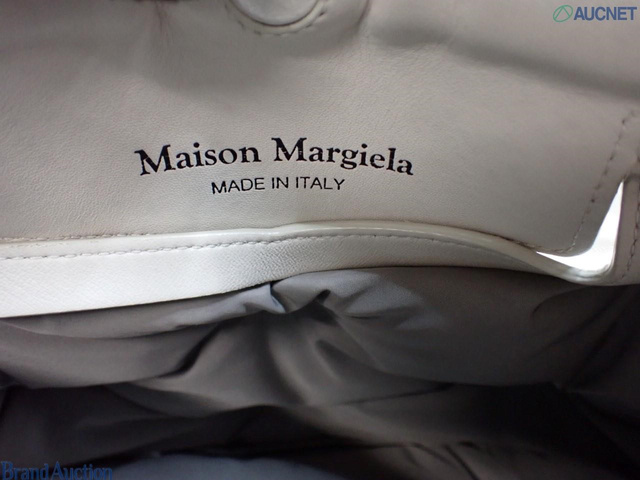 AUCNET
Maison Margiela
MADE IN ITALY
Brand Auction